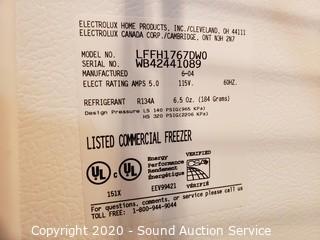 ELECTROLUX HOME PRODUCTS, INC./CLEVELAND, OH 44111
ELECTROLUX CANADA CORP./CAMBRIDGE, ONT N3H 2N7
MODEL NO. LFFH1767DW0
SERIAL NO. WB42441089
MANUFACTURED 6-04
ELECT RATING AMPS 5.0 115V. 60HZ.
REFRIGERANT R134A 6.5 Oz. (184 Grams)
Design Pressure LS 140 PSIG(965 KPa)
HS 320 PSIG(2206 KPa)
LISTED COMMERCIAL FREEZER
UL UL
151X
Energy
Performance
Rendement
Énergétique
EEV99421
VERIFIED
VÉRIFIÉ
For questions, comments or service please call
TOLL FREE: 1-800-944-9044
Copyright 2020 - Sound Auction Service